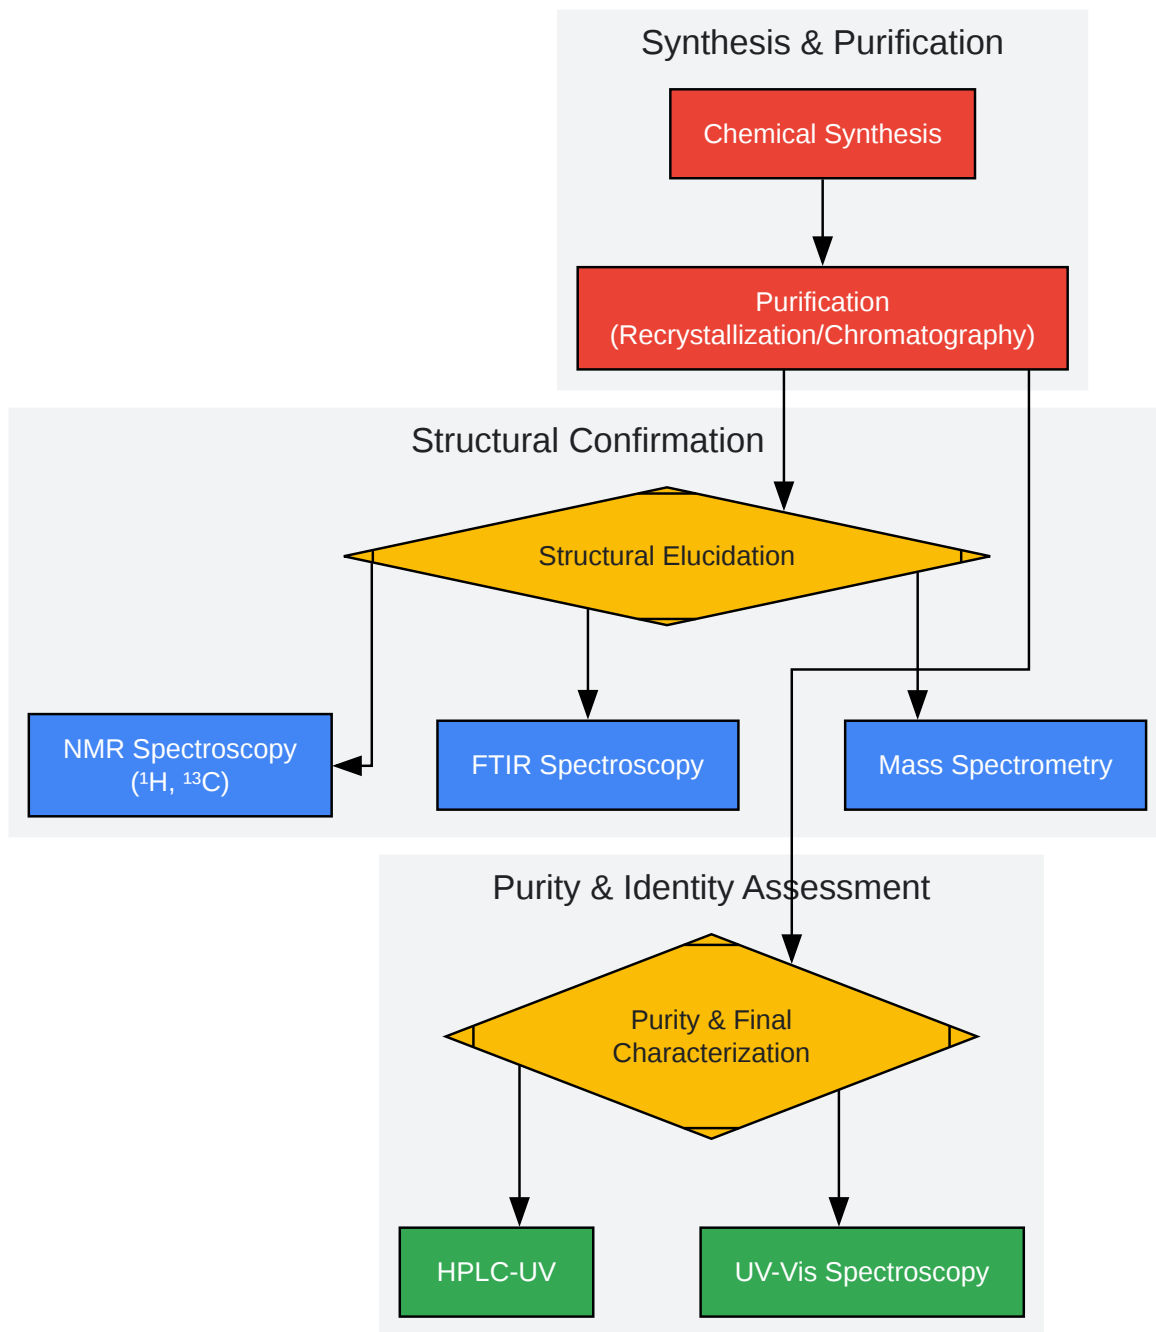 Synthesis & Purification
Chemical Synthesis
Purification
(Recrystallization/Chromatography)
Structural Confirmation
Structural Elucidation
NMR Spectroscopy
(¹H, ¹³C)
FTIR Spectroscopy
Mass Spectrometry
Purity & Identity Assessment
Purity & Final
Characterization
HPLC-UV
UV-Vis Spectroscopy